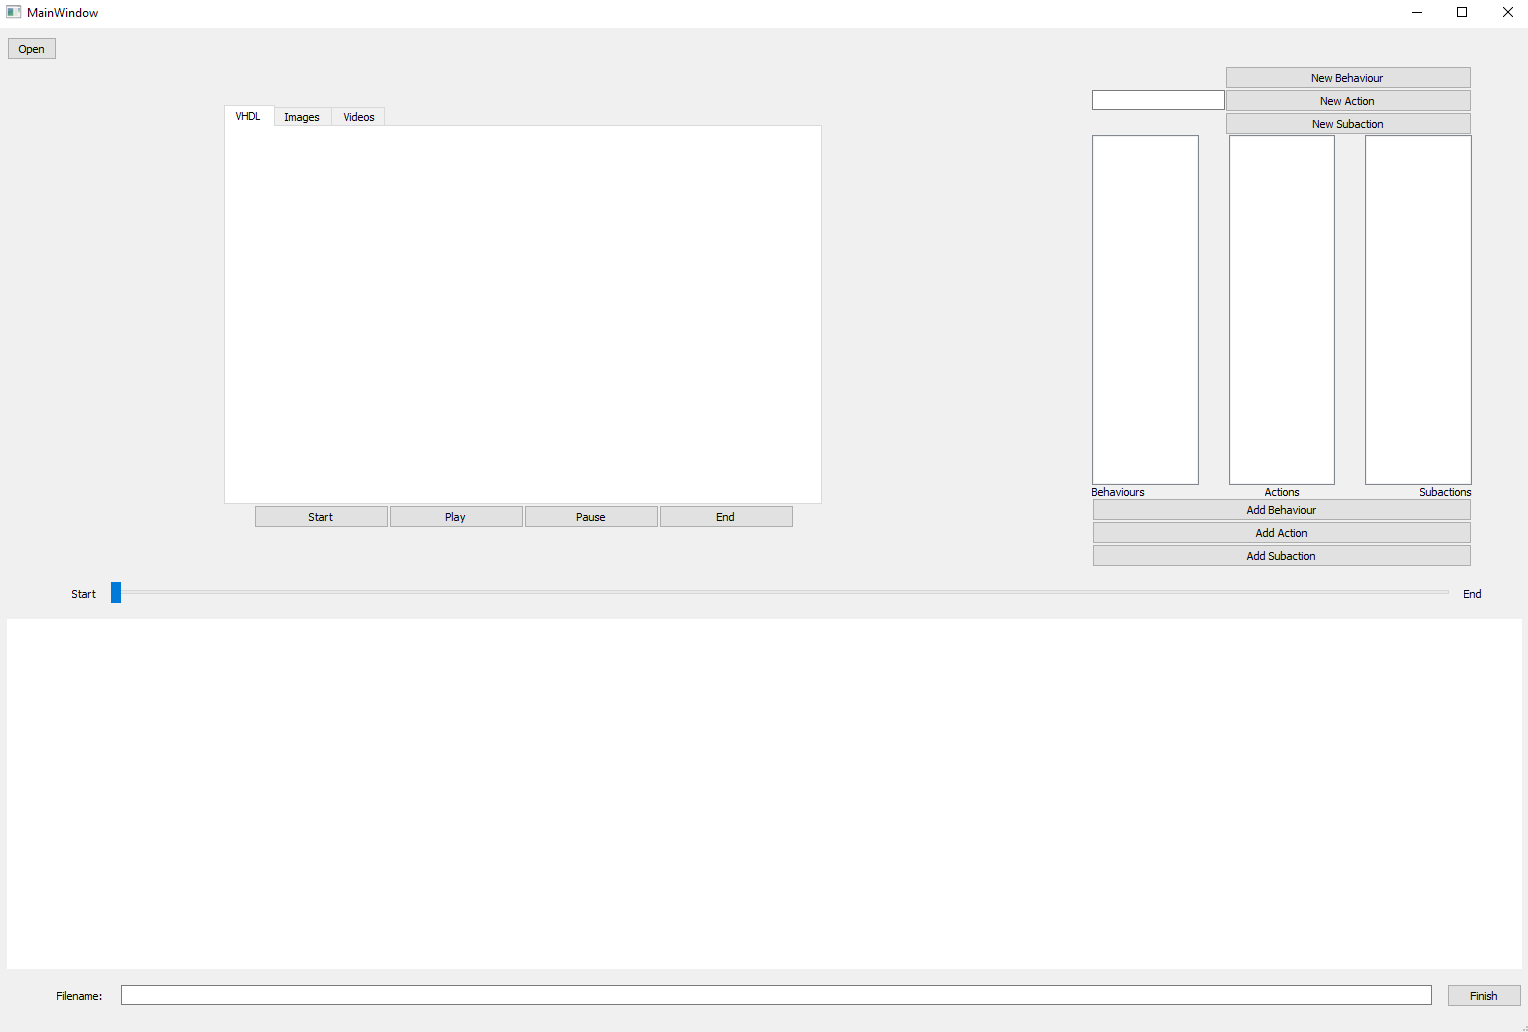 MainWindow
Open
New Behaviour
New Action
New Subaction
VHDL Images Videos
Behaviours Actions Subactions
Add Behaviour
Add Action
Add Subaction
Start Play Pause End
Start End
Filename: Finish